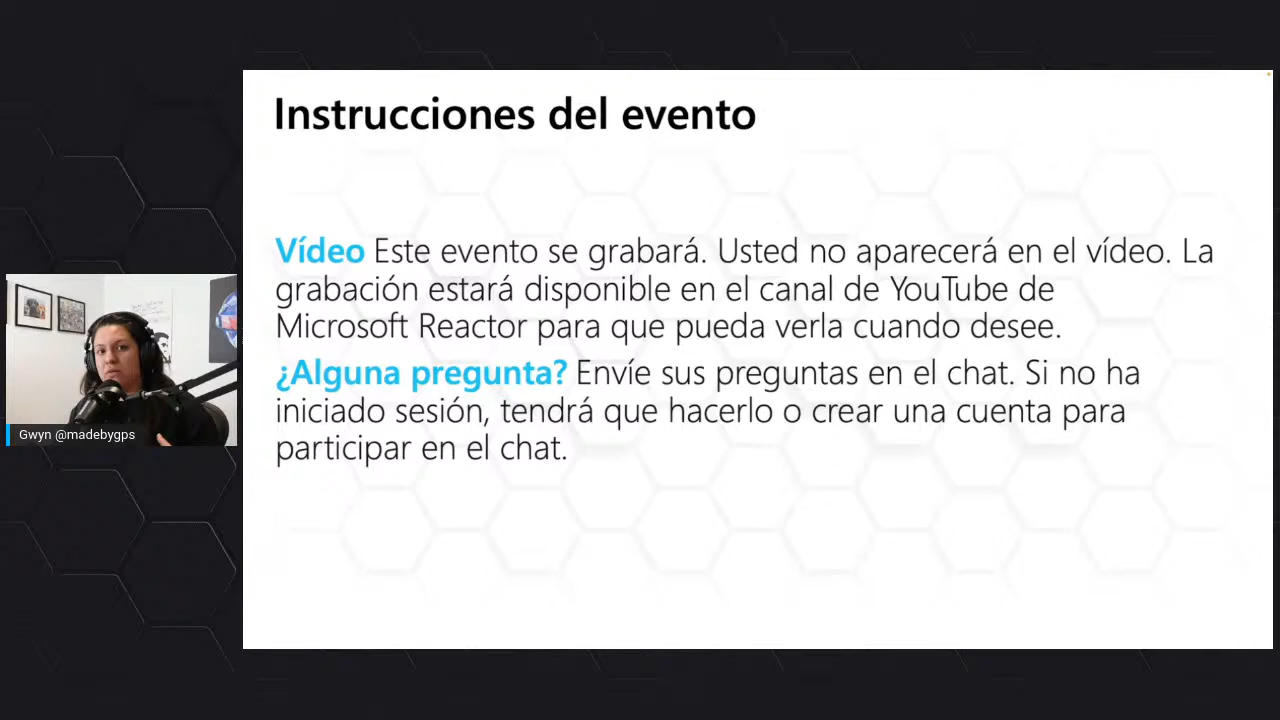 Instrucciones del evento
Vídeo Este evento se grabará. Usted no aparecerá en el vídeo. La
grabación estará disponible en el canal de YouTube de
Microsoft Reactor para que pueda verla cuando desee.
¿Alguna pregunta? Envíe sus preguntas en el chat. Si no ha
iniciado sesión, tendrá que hacerlo o crear una cuenta para
participar en el chat.
Gwyn @madebygps